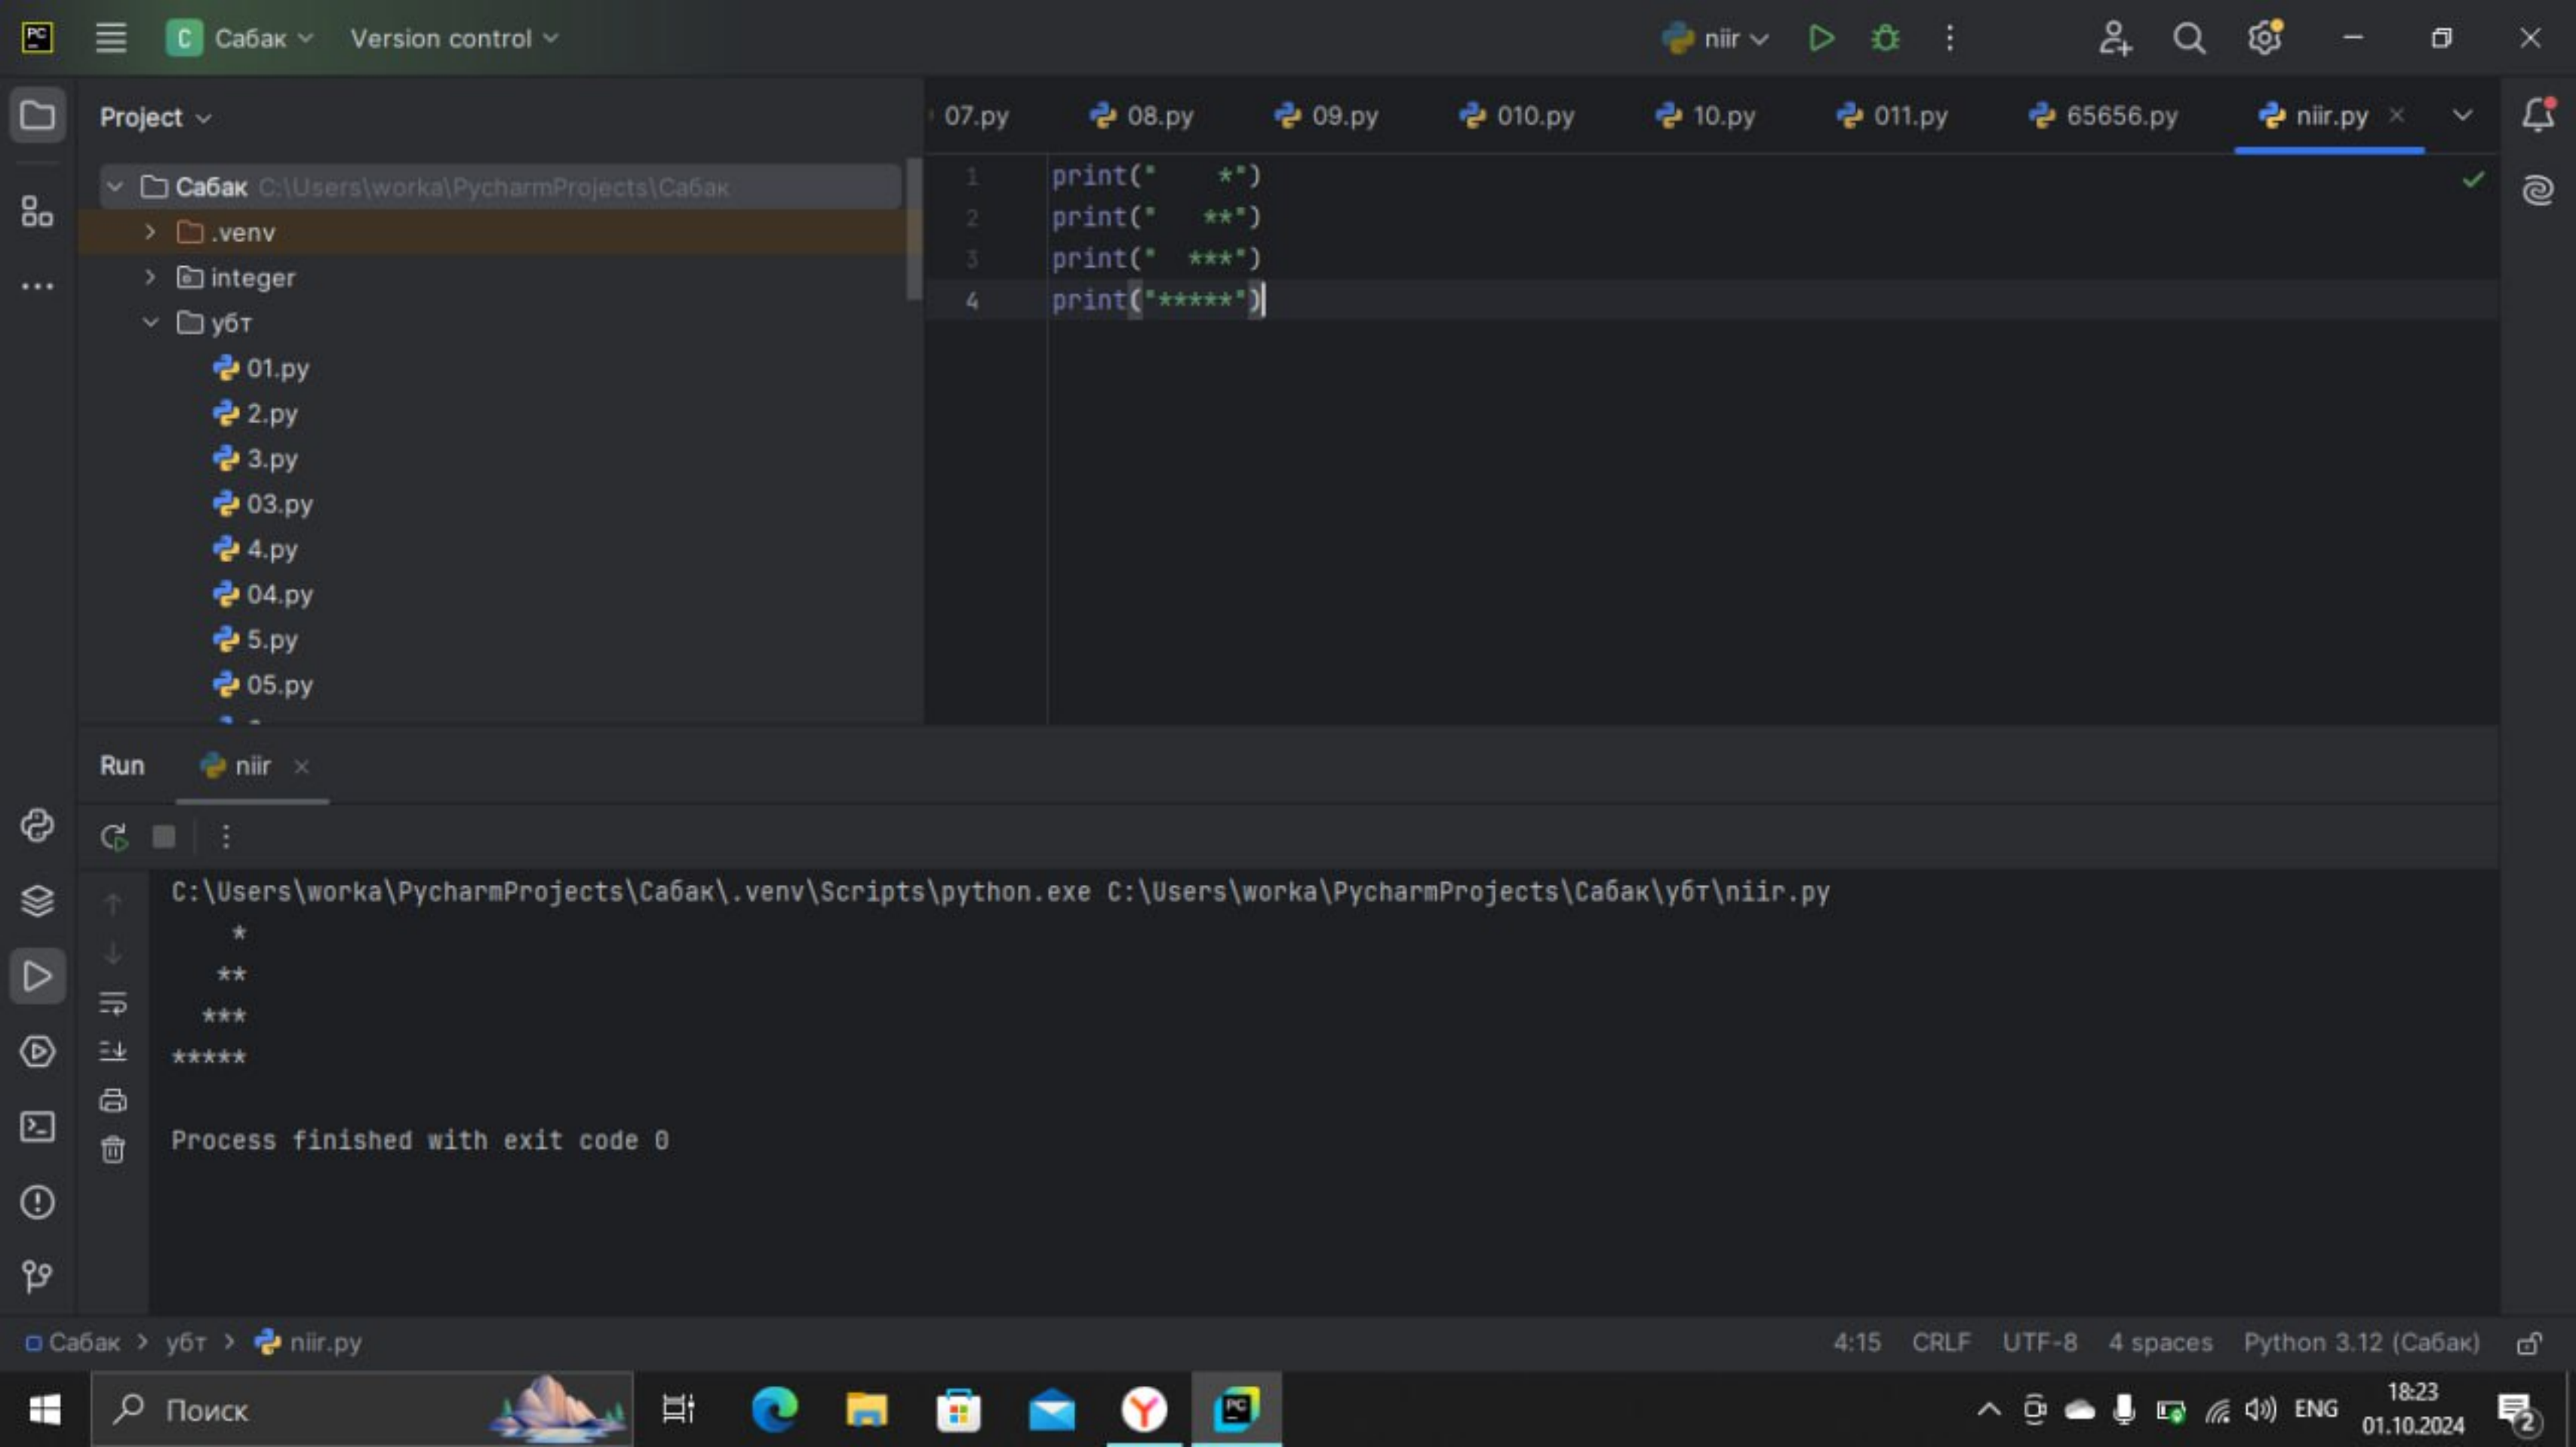 PC
C Сабак Version control niir
Project
07.py 08.py 09.py 010.py 10.py 011.py 65656.py niir.py
Сабак C:\Users\worka\PycharmProjects\Сабак
.venv
integer
убт
01.py
2.py
3.py
03.py
4.py
04.py
5.py
05.py
1 print("    *")
2 print("   **")
3 print("  ***")
4 print("*****")
Run niir
C:\Users\worka\PycharmProjects\Сабак\.venv\Scripts\python.exe C:\Users\worka\PycharmProjects\Сабак\убт\niir.py
    *
   **
  ***
*****
Process finished with exit code 0
Сабак > убт > niir.py 4:15 CRLF UTF-8 4 spaces Python 3.12 (Сабак)
Поиск PC ENG 18:23
01.10.2024 2